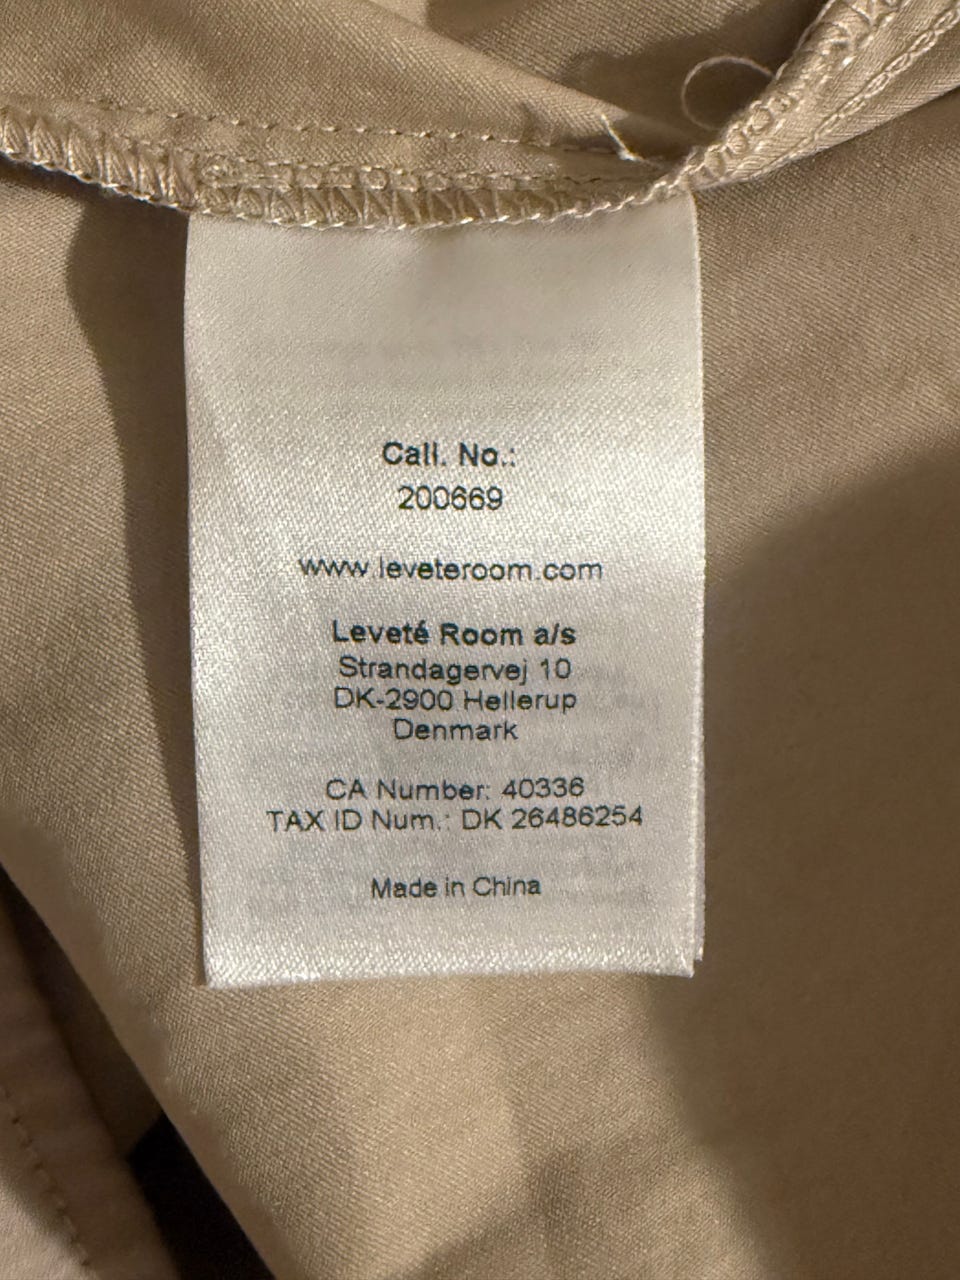 Call. No.:
200669
www.leveteroom.com
Leveté Room a/s
Strandagervej 10
DK-2900 Hellerup
Denmark
CA Number: 40336
TAX ID Num.: DK 26486254
Made in China